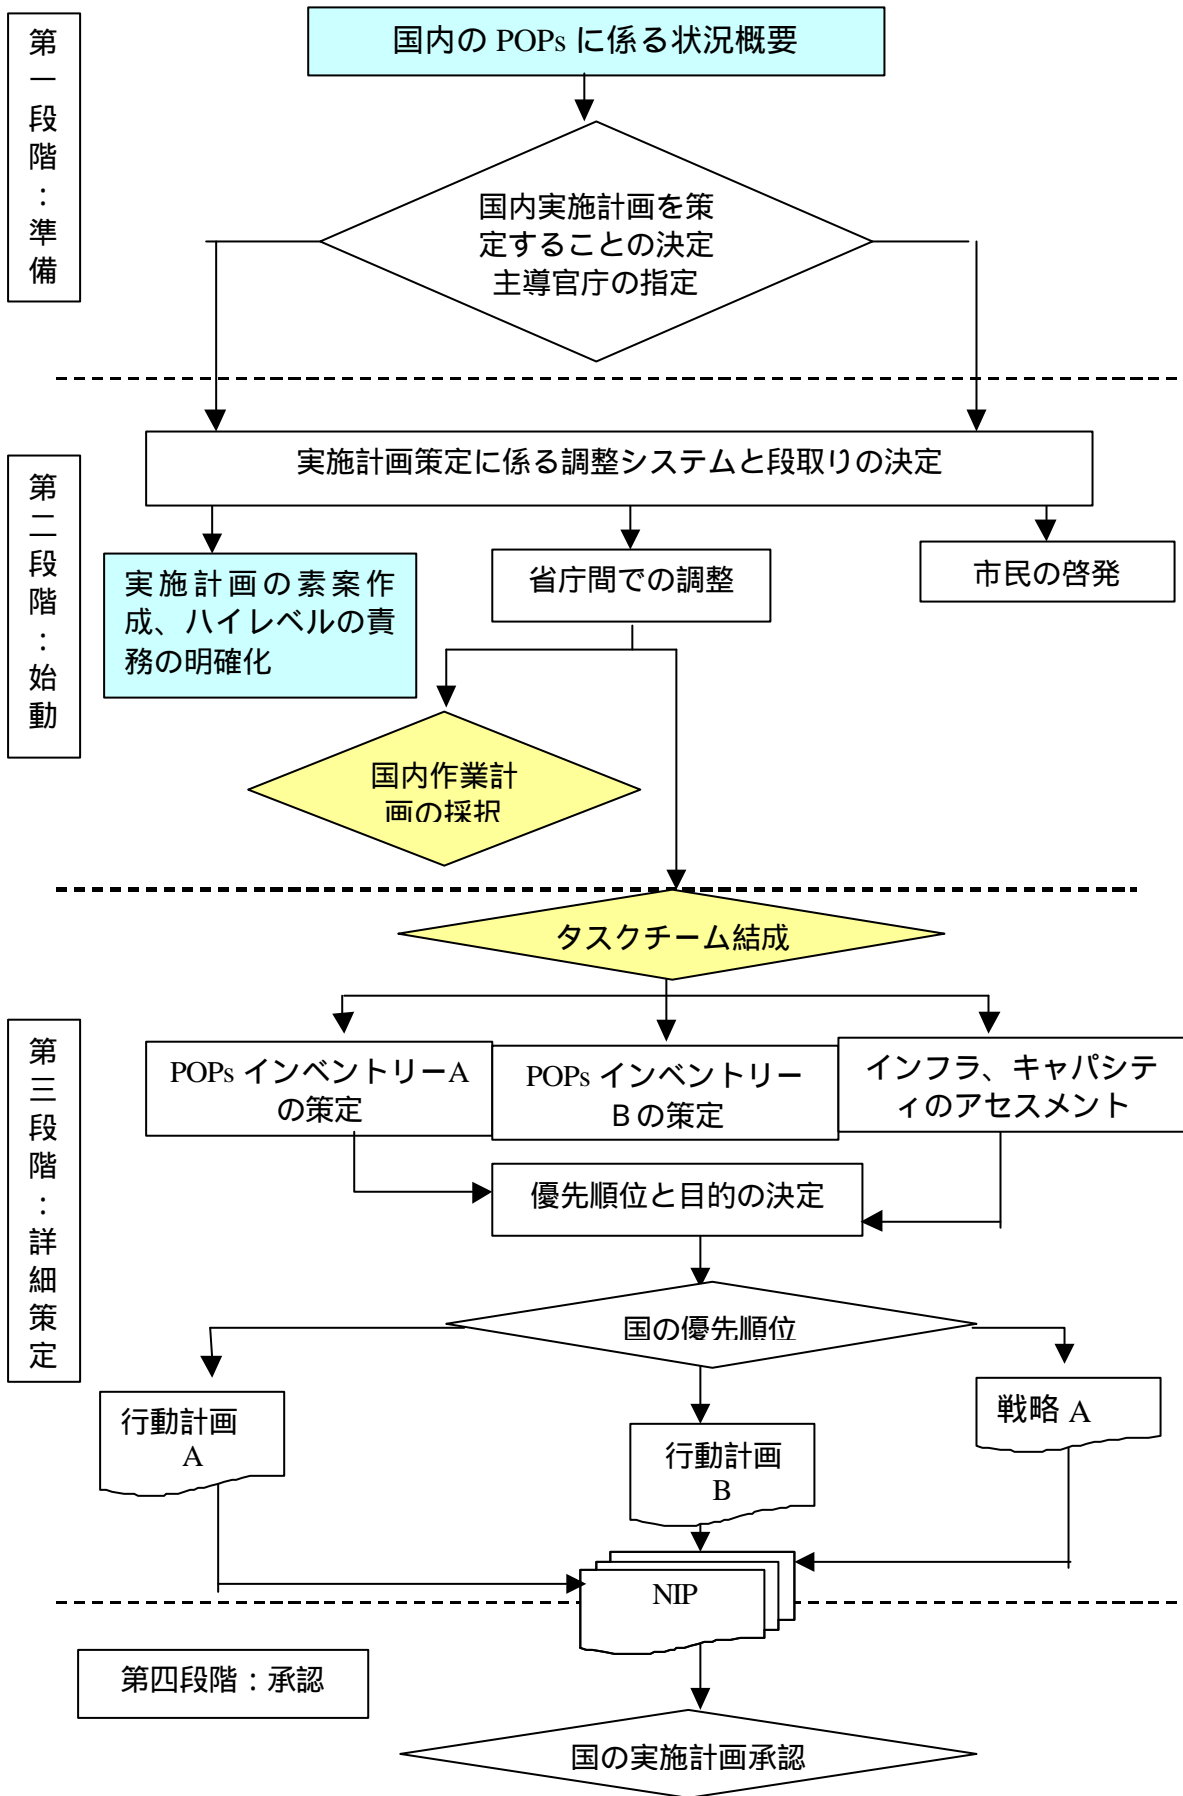 第一段階：準備
国内の POPs に係る状況概要
国内実施計画を策
定することの決定
主導官庁の指定
第二段階：始動
実施計画策定に係る調整システムと段取りの決定
実施計画の素案作
成、ハイレベルの責
務の明確化
省庁間での調整
市民の啓発
国内作業計
画の採択
タスクチーム結成
第三段階：詳細策定
POPs インベントリーA
の策定
POPs インベントリー
Ｂの策定
インフラ、キャパシテ
ィのアセスメント
優先順位と目的の決定
国の優先順位
行動計画
A
行動計画
B
戦略 A
NIP
第四段階：承認
国の実施計画承認